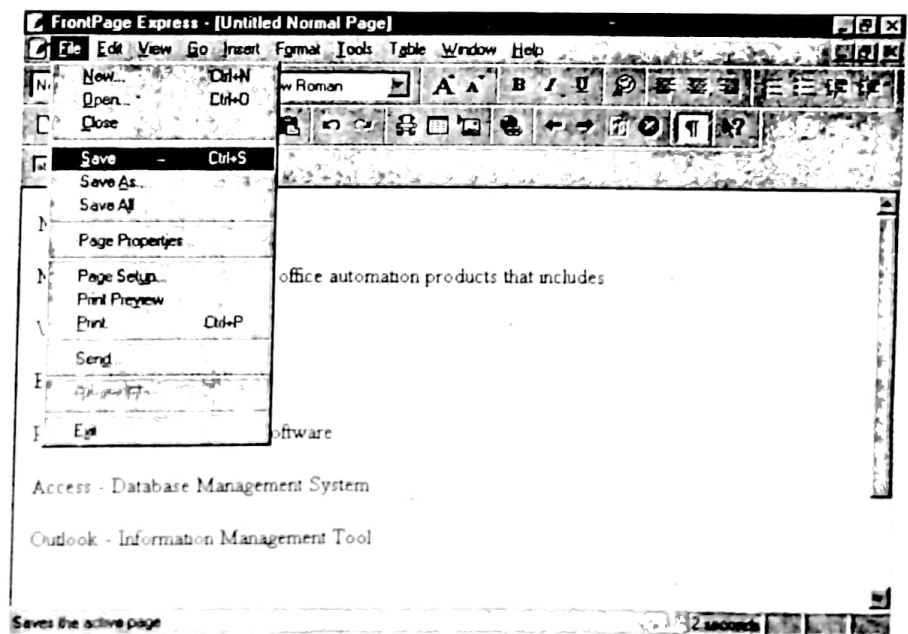 FrontPage Express - [Untitled Normal Page]
File Edit View Go Insert Format Tools Table Window Help
New... Ctrl+N
w Roman A A B I U
Open... Ctrl+O
Close
Save - Ctrl+S
Save As...
Save All
Page Properties
Page Setup...
office automation products that includes
Print Preview
Print. Ctrl+P
Send...
Exit
oftware
Access - Database Management System
Outlook - Information Management Tool
Saves the active page 2 seconds